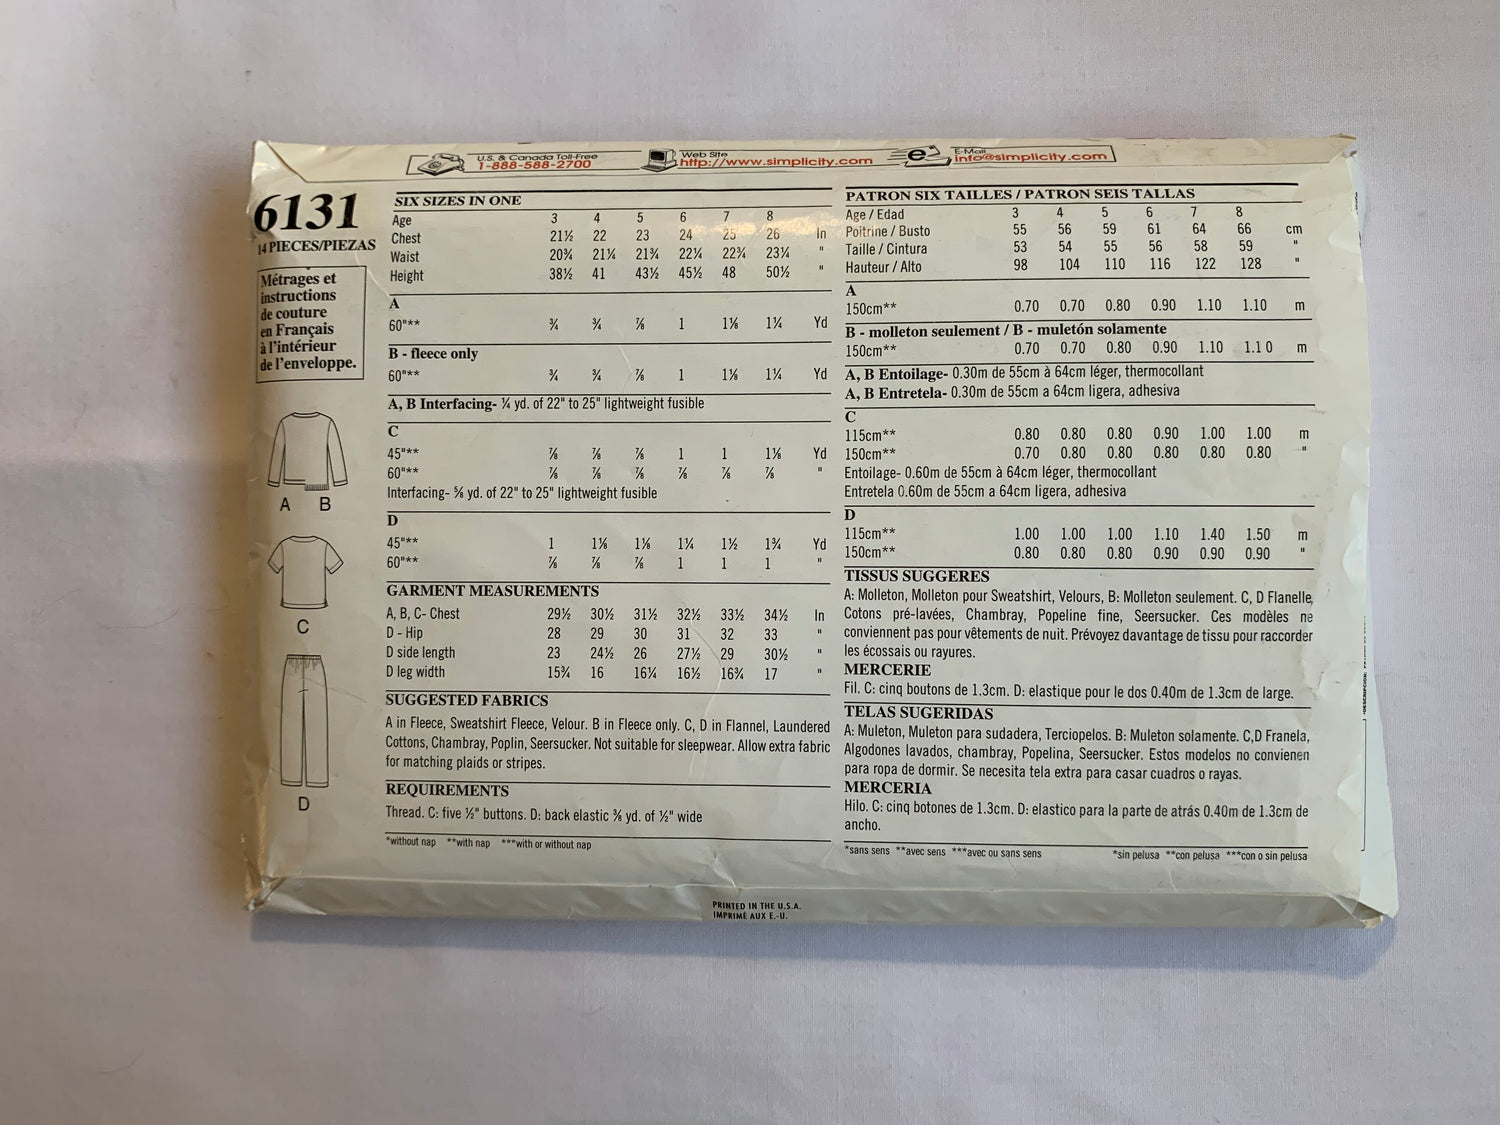 U.S. & Canada Toll-Free
1-888-588-2700
Web Site
http://www.simplicity.com
E-Mail
info@simplicity.com
6131
14 PIECES/PIEZAS
Métrages et
instructions
de couture
en Français
à l'intérieur
de l'enveloppe.
A B
C
D
SIX SIZES IN ONE
Age 3 4 5 6 7 8
Chest 21½ 22 23 24 25 26 In
Waist 20¾ 21¼ 21¾ 22¼ 22¾ 23¼ "
Height 38½ 41 43½ 45½ 48 50½ "
A
60"** ¾ ¾ ⅞ 1 1⅛ 1¼ Yd
B - fleece only
60"** ¾ ¾ ⅞ 1 1⅛ 1¼ Yd
A, B Interfacing- ¼ yd. of 22" to 25" lightweight fusible
C
45"** ⅞ ⅞ ⅞ 1 1 1⅛ Yd
60"** ⅞ ⅞ ⅞ ⅞ ⅞ ⅞ "
Interfacing- ⅝ yd. of 22" to 25" lightweight fusible
D
45"** 1 1⅛ 1⅛ 1¼ 1½ 1¾ Yd
60"** ⅞ ⅞ ⅞ 1 1 1 "
GARMENT MEASUREMENTS
A, B, C- Chest 29½ 30½ 31½ 32½ 33½ 34½ In
D - Hip 28 29 30 31 32 33 "
D side length 23 24½ 26 27½ 29 30½ "
D leg width 15¾ 16 16¼ 16½ 16¾ 17 "
SUGGESTED FABRICS
A in Fleece, Sweatshirt Fleece, Velour. B in Fleece only. C, D in Flannel, Laundered
Cottons, Chambray, Poplin, Seersucker. Not suitable for sleepwear. Allow extra fabric
for matching plaids or stripes.
REQUIREMENTS
Thread. C: five ½" buttons. D: back elastic ⅜ yd. of ½" wide
*without nap **with nap ***with or without nap
PATRON SIX TAILLES / PATRON SEIS TALLAS
Age / Edad 3 4 5 6 7 8
Poitrine / Busto 55 56 59 61 64 66 cm
Taille / Cintura 53 54 55 56 58 59 "
Hauteur / Alto 98 104 110 116 122 128 "
A
150cm** 0.70 0.70 0.80 0.90 1.10 1.10 m
B - molleton seulement / B - muletón solamente
150cm** 0.70 0.70 0.80 0.90 1.10 1.1 0 m
A, B Entoilage- 0.30m de 55cm à 64cm léger, thermocollant
A, B Entretela- 0.30m de 55cm a 64cm ligera, adhesiva
C
115cm** 0.80 0.80 0.80 0.90 1.00 1.00 m
150cm** 0.70 0.80 0.80 0.80 0.80 0.80 "
Entoilage- 0.60m de 55cm à 64cm léger, thermocollant
Entretela 0.60m de 55cm a 64cm ligera, adhesiva
D
115cm** 1.00 1.00 1.00 1.10 1.40 1.50 m
150cm** 0.80 0.80 0.80 0.90 0.90 0.90 "
TISSUS SUGGERES
A: Molleton, Molleton pour Sweatshirt, Velours, B: Molleton seulement. C, D Flanelle,
Cotons pré-lavées, Chambray, Popeline fine, Seersucker. Ces modèles ne
conviennent pas pour vêtements de nuit. Prévoyez davantage de tissu pour raccorder
les écossais ou rayures.
MERCERIE
Fil. C: cinq boutons de 1.3cm. D: elastique pour le dos 0.40m de 1.3cm de large.
TELAS SUGERIDAS
A: Muleton, Muleton para sudadera, Terciopelos. B: Muleton solamente. C,D Franela,
Algodones lavados, chambray, Popelina, Seersucker. Estos modelos no convienen
para ropa de dormir. Se necesita tela extra para casar cuadros o rayas.
MERCERIA
Hilo. C: cinq botones de 1.3cm. D: elastico para la parte de atrás 0.40m de 1.3cm de
ancho.
*sans sens **avec sens ***avec ou sans sens *sin pelusa **con pelusa ***con o sin pelusa
PRINTED IN THE U.S.A.
IMPRIMÉ AUX E.-U.